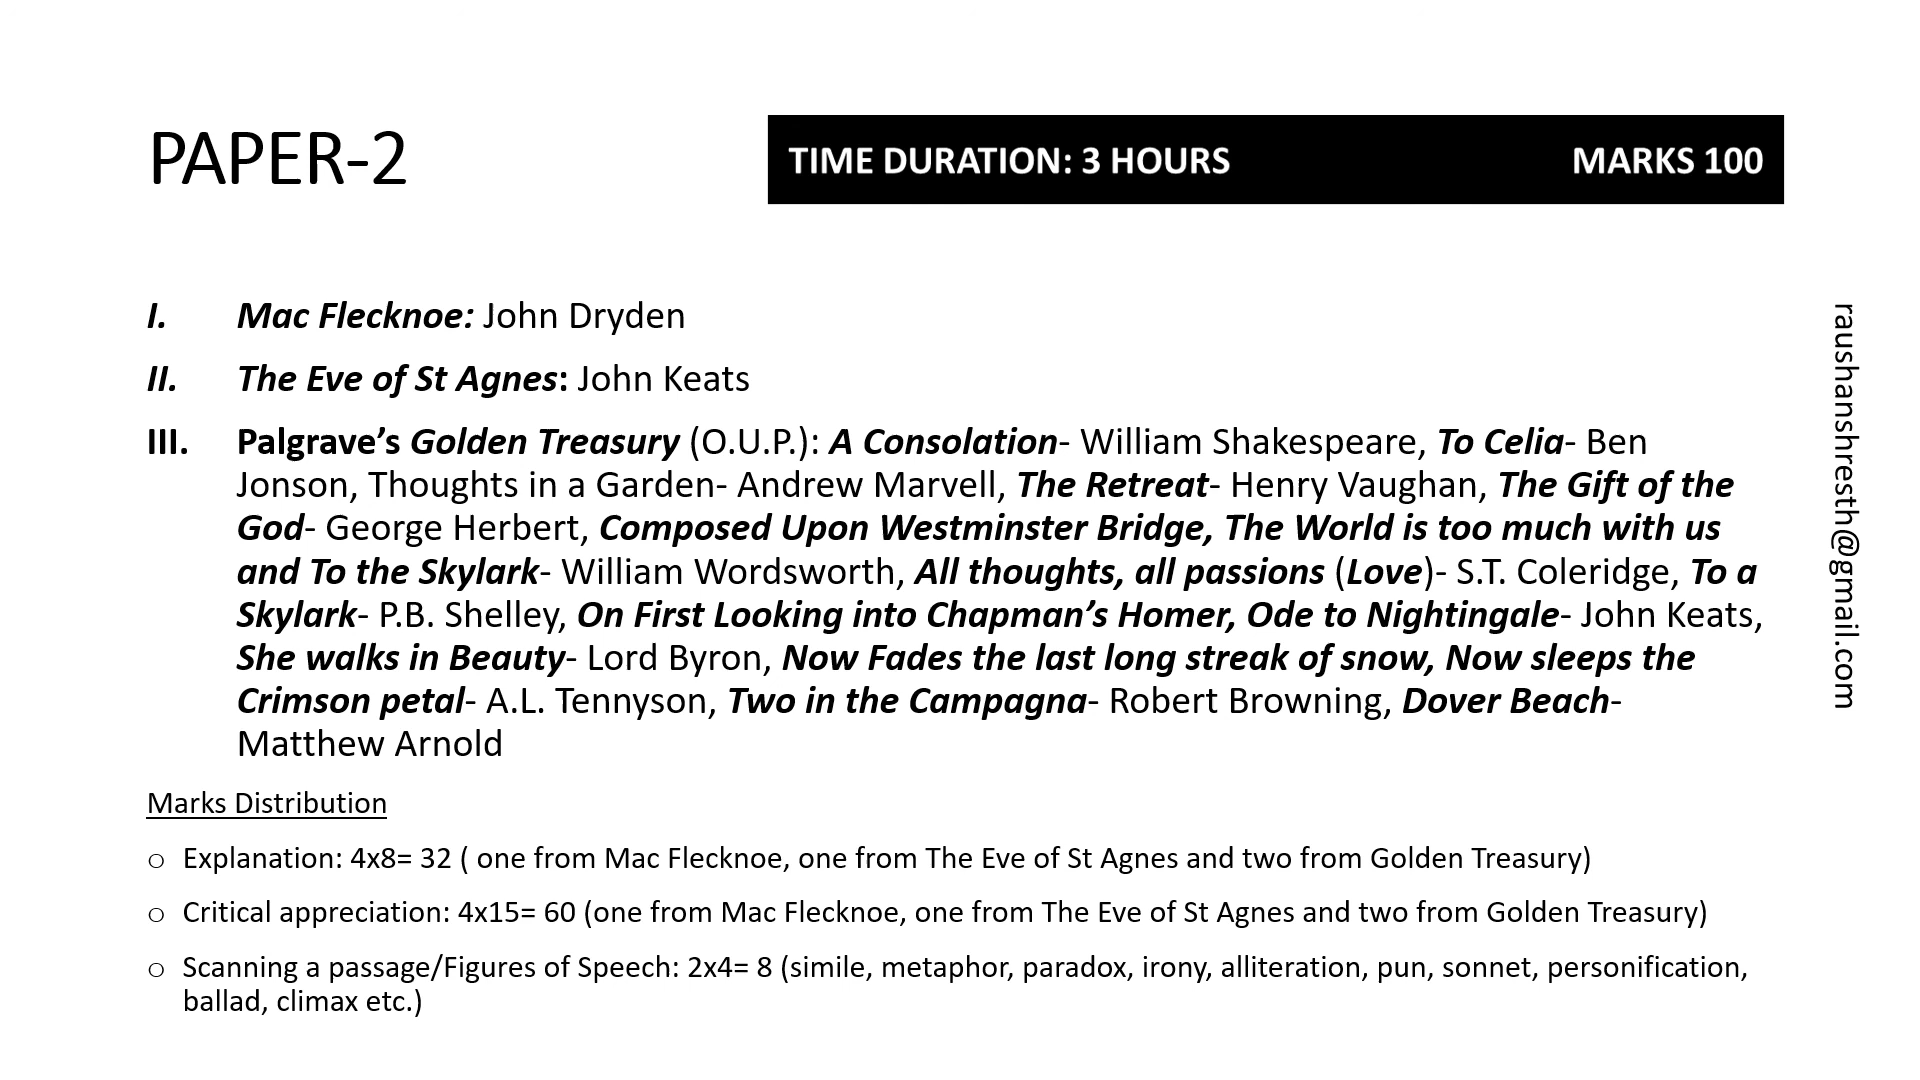 PAPER-2
TIME DURATION: 3 HOURS MARKS 100
I. Mac Flecknoe: John Dryden
II. The Eve of St Agnes: John Keats
III. Palgrave’s Golden Treasury (O.U.P.): A Consolation- William Shakespeare, To Celia- Ben
Jonson, Thoughts in a Garden- Andrew Marvell, The Retreat- Henry Vaughan, The Gift of the
God- George Herbert, Composed Upon Westminster Bridge, The World is too much with us
and To the Skylark- William Wordsworth, All thoughts, all passions (Love)- S.T. Coleridge, To a
Skylark- P.B. Shelley, On First Looking into Chapman’s Homer, Ode to Nightingale- John Keats,
She walks in Beauty- Lord Byron, Now Fades the last long streak of snow, Now sleeps the
Crimson petal- A.L. Tennyson, Two in the Campagna- Robert Browning, Dover Beach-
Matthew Arnold
Marks Distribution
o Explanation: 4x8= 32 ( one from Mac Flecknoe, one from The Eve of St Agnes and two from Golden Treasury)
o Critical appreciation: 4x15= 60 (one from Mac Flecknoe, one from The Eve of St Agnes and two from Golden Treasury)
o Scanning a passage/Figures of Speech: 2x4= 8 (simile, metaphor, paradox, irony, alliteration, pun, sonnet, personification,
ballad, climax etc.)
raushanshresth@gmail.com